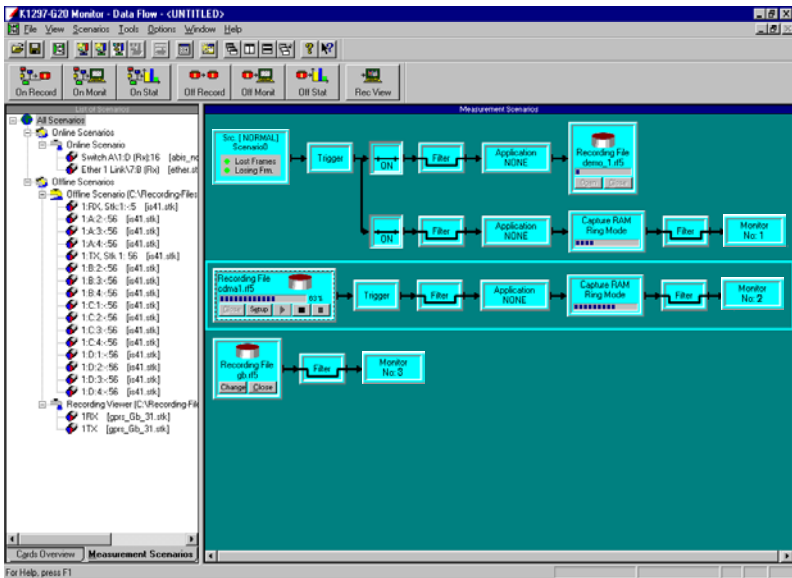 K1297-G20 Monitor - Data Flow - <UNTITLED>
File View Scenarios Tools Options Window Help
On Record On Monit On Stat Off Record Off Monit Off Stat Rec View
List of Scenarios
All Scenarios
Online Scenarios
Online Scenario
Switch A\1:D (Rx):16 [abis_nc
Ether 1 Link\7:B (Rx) [ether.st
Offline Scenarios
Offline Scenario (C:\Recording-Files
1:RX, Stk:1:<5 [is41.stk]
1:A:2:<56 [is41.stk]
1:A:3:<56 [is41.stk]
1:A:4:<56 [is41.stk]
1:TX, Stk 1: 56 [is41.stk]
1:B:2:<56 [is41.stk]
1:B:3:<56 [is41.stk]
1:B:4:<56 [is41.stk]
1:C:1:<56 [is41.stk]
1:C:2:<56 [is41.stk]
1:C:3:<56 [is41.stk]
1:C:4:<56 [is41.stk]
1:D:1:<56 [is41.stk]
1:D:2:<56 [is41.stk]
1:D:3:<56 [is41.stk]
1:D:4:<56 [is41.stk]
Recording Viewer (C:\Recording-Fil
1RX [gprs_Gb_31.stk]
1TX [gprs_Gb_31.stk]
Cards Overview Measurement Scenarios
Measurement Scenarios
Src. [NORMAL]
Scenario0
Lost Frames
Losing Frm.
Trigger
ON
Filter
Application
NONE
Recording File
demo_1.rf5
Open Close
ON
Filter
Application
NONE
Capture RAM
Ring Mode
Filter
Monitor
No: 1
Recording File
cdma1.rf5
83%
Close Setup
Trigger
Filter
Application
NONE
Capture RAM
Ring Mode
Filter
Monitor
No: 2
Recording File
gb.rf5
Change Close
Filter
Monitor
No: 3
For Help, press F1